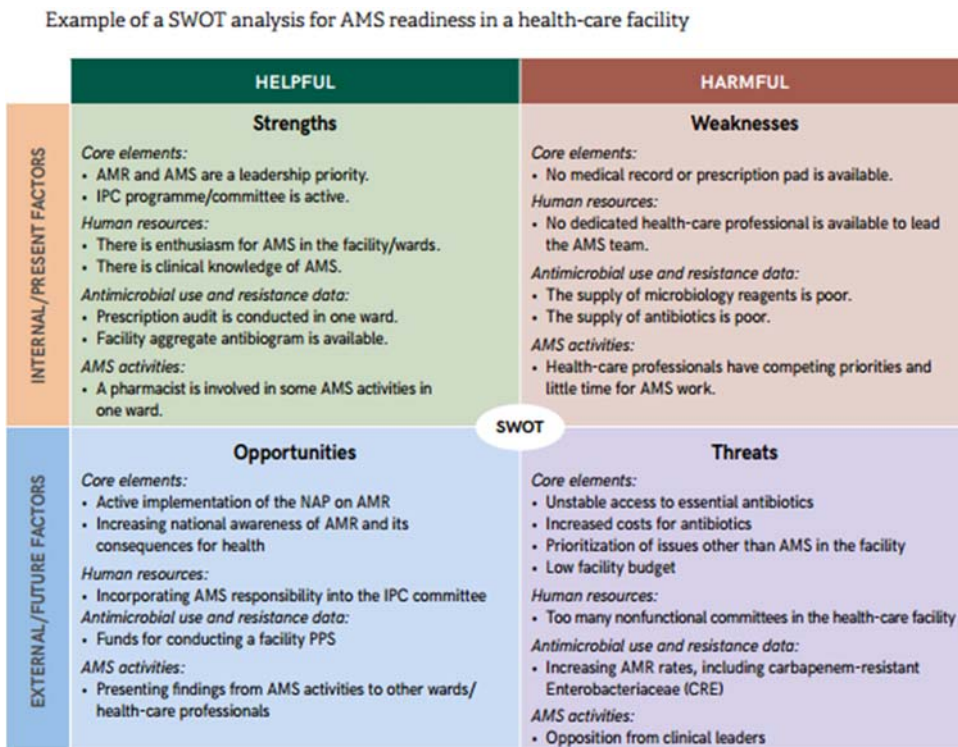 Example of a SWOT analysis for AMS readiness in a health-care facility
HELPFUL
HARMFUL
INTERNAL/PRESENT FACTORS
Strengths
Core elements:
• AMR and AMS are a leadership priority.
• IPC programme/committee is active.
Human resources:
• There is enthusiasm for AMS in the facility/wards.
• There is clinical knowledge of AMS.
Antimicrobial use and resistance data:
• Prescription audit is conducted in one ward.
• Facility aggregate antibiogram is available.
AMS activities:
• A pharmacist is involved in some AMS activities in
one ward.
Weaknesses
Core elements:
• No medical record or prescription pad is available.
Human resources:
• No dedicated health-care professional is available to lead
the AMS team.
Antimicrobial use and resistance data:
• The supply of microbiology reagents is poor.
• The supply of antibiotics is poor.
AMS activities:
• Health-care professionals have competing priorities and
little time for AMS work.
SWOT
EXTERNAL/FUTURE FACTORS
Opportunities
Core elements:
• Active implementation of the NAP on AMR
• Increasing national awareness of AMR and its
consequences for health
Human resources:
• Incorporating AMS responsibility into the IPC committee
Antimicrobial use and resistance data:
• Funds for conducting a facility PPS
AMS activities:
• Presenting findings from AMS activities to other wards/
health-care professionals
Threats
Core elements:
• Unstable access to essential antibiotics
• Increased costs for antibiotics
• Prioritization of issues other than AMS in the facility
• Low facility budget
Human resources:
• Too many nonfunctional committees in the health-care facility
Antimicrobial use and resistance data:
• Increasing AMR rates, including carbapenem-resistant
Enterobacteriaceae (CRE)
AMS activities:
• Opposition from clinical leaders